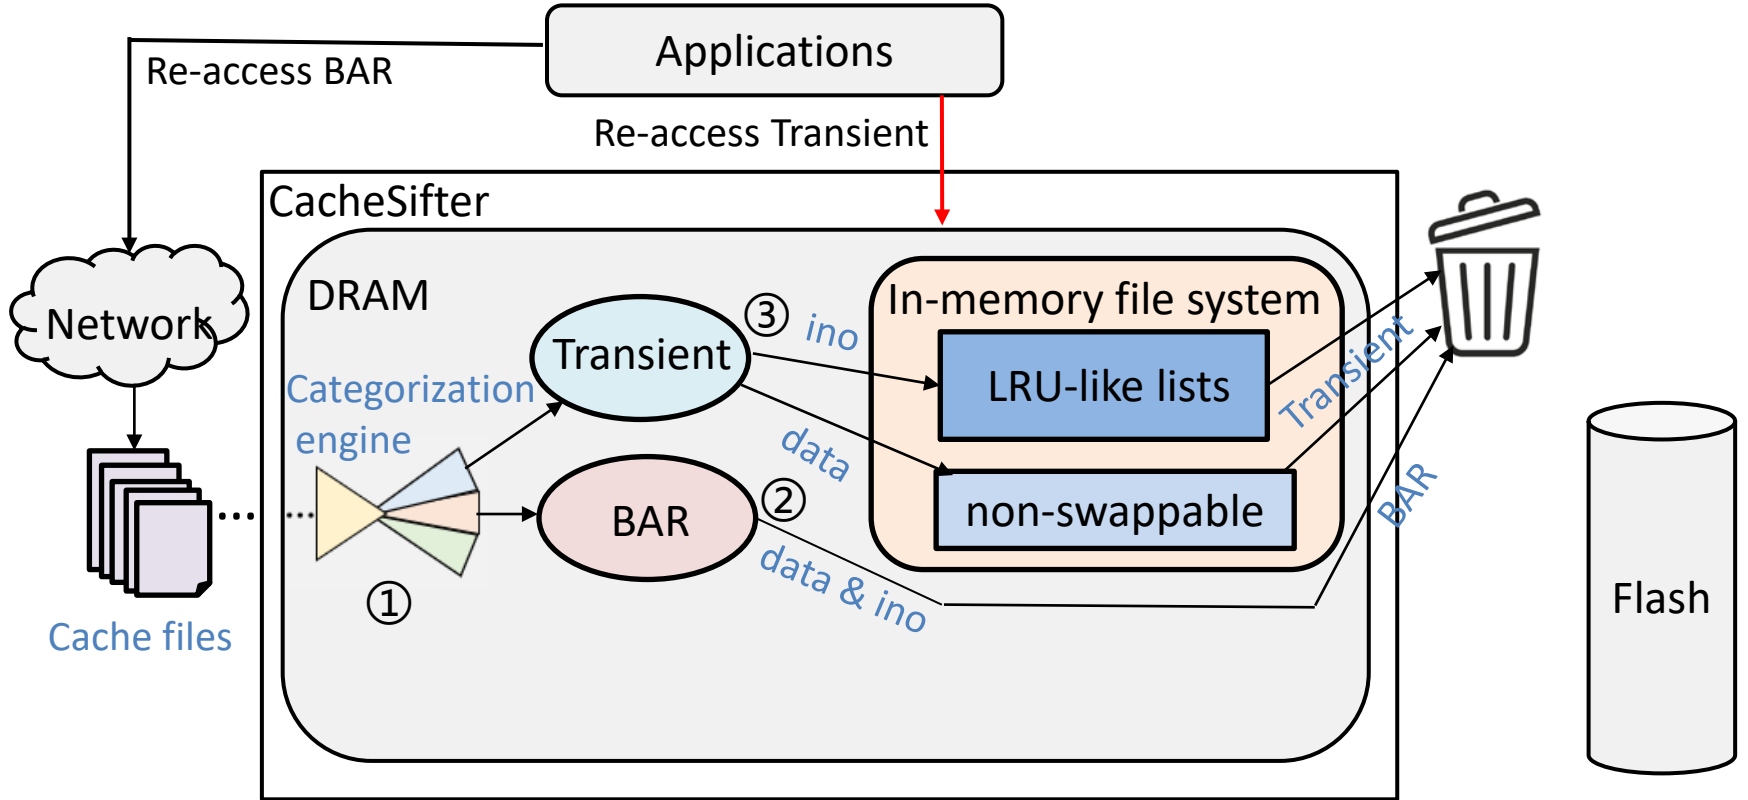 Applications
Re-access BAR
Re-access Transient
CacheSifter
DRAM
Network
Categorization
engine
Transient
③
ino
In-memory file system
LRU-like lists
Transient
data
BAR
②
non-swappable
BAR
data & ino
①
Cache files
Flash